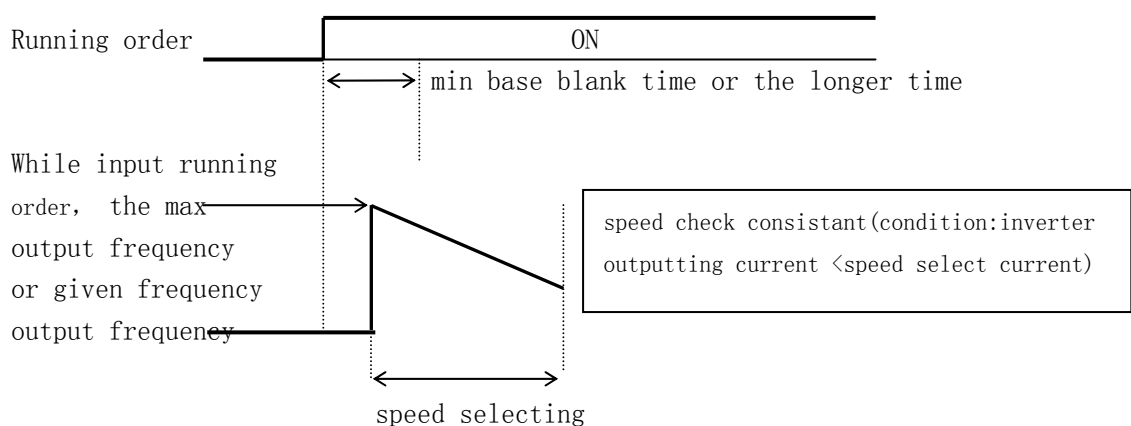 Running order
ON
min base blank time or the longer time
While input running
order， the max
output frequency
or given frequency
output frequency
speed check consistant(condition:inverter
outputting current <speed select current)
speed selecting